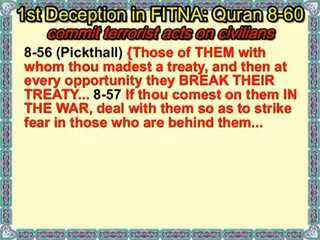 1st Deception in FITNA: Quran 8-60
commit terrorist acts on civilians
8-56 (Pickthall) {Those of THEM with
whom thou madest a treaty, and then at
every opportunity they BREAK THEIR
TREATY... 8-57 If thou comest on them IN
THE WAR, deal with them so as to strike
fear in those who are behind them...